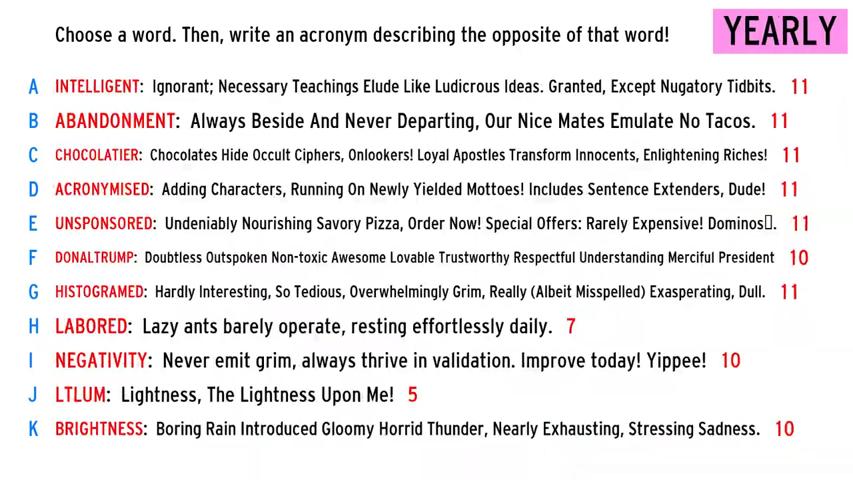 Choose a word. Then, write an acronym describing the opposite of that word!
YEARLY
A INTELLIGENT: Ignorant; Necessary Teachings Elude Like Ludicrous Ideas. Granted, Except Nugatory Tidbits. 11
B ABANDONMENT: Always Beside And Never Departing, Our Nice Mates Emulate No Tacos. 11
C CHOCOLATIER: Chocolates Hide Occult Ciphers, Onlookers! Loyal Apostles Transform Innocents, Enlightening Riches! 11
D ACRONYMISED: Adding Characters, Running On Newly Yielded Mottoes! Includes Sentence Extenders, Dude! 11
E UNSPONSORED: Undeniably Nourishing Savory Pizza, Order Now! Special Offers: Rarely Expensive! Dominos▯. 11
F DONALTRUMP: Doubtless Outspoken Non-toxic Awesome Lovable Trustworthy Respectful Understanding Merciful President 10
G HISTOGRAMED: Hardly Interesting, So Tedious, Overwhelmingly Grim, Really (Albeit Misspelled) Exasperating, Dull. 11
H LABORED: Lazy ants barely operate, resting effortlessly daily. 7
I NEGATIVITY: Never emit grim, always thrive in validation. Improve today! Yippee! 10
J LTLUM: Lightness, The Lightness Upon Me! 5
K BRIGHTNESS: Boring Rain Introduced Gloomy Horrid Thunder, Nearly Exhausting, Stressing Sadness. 10